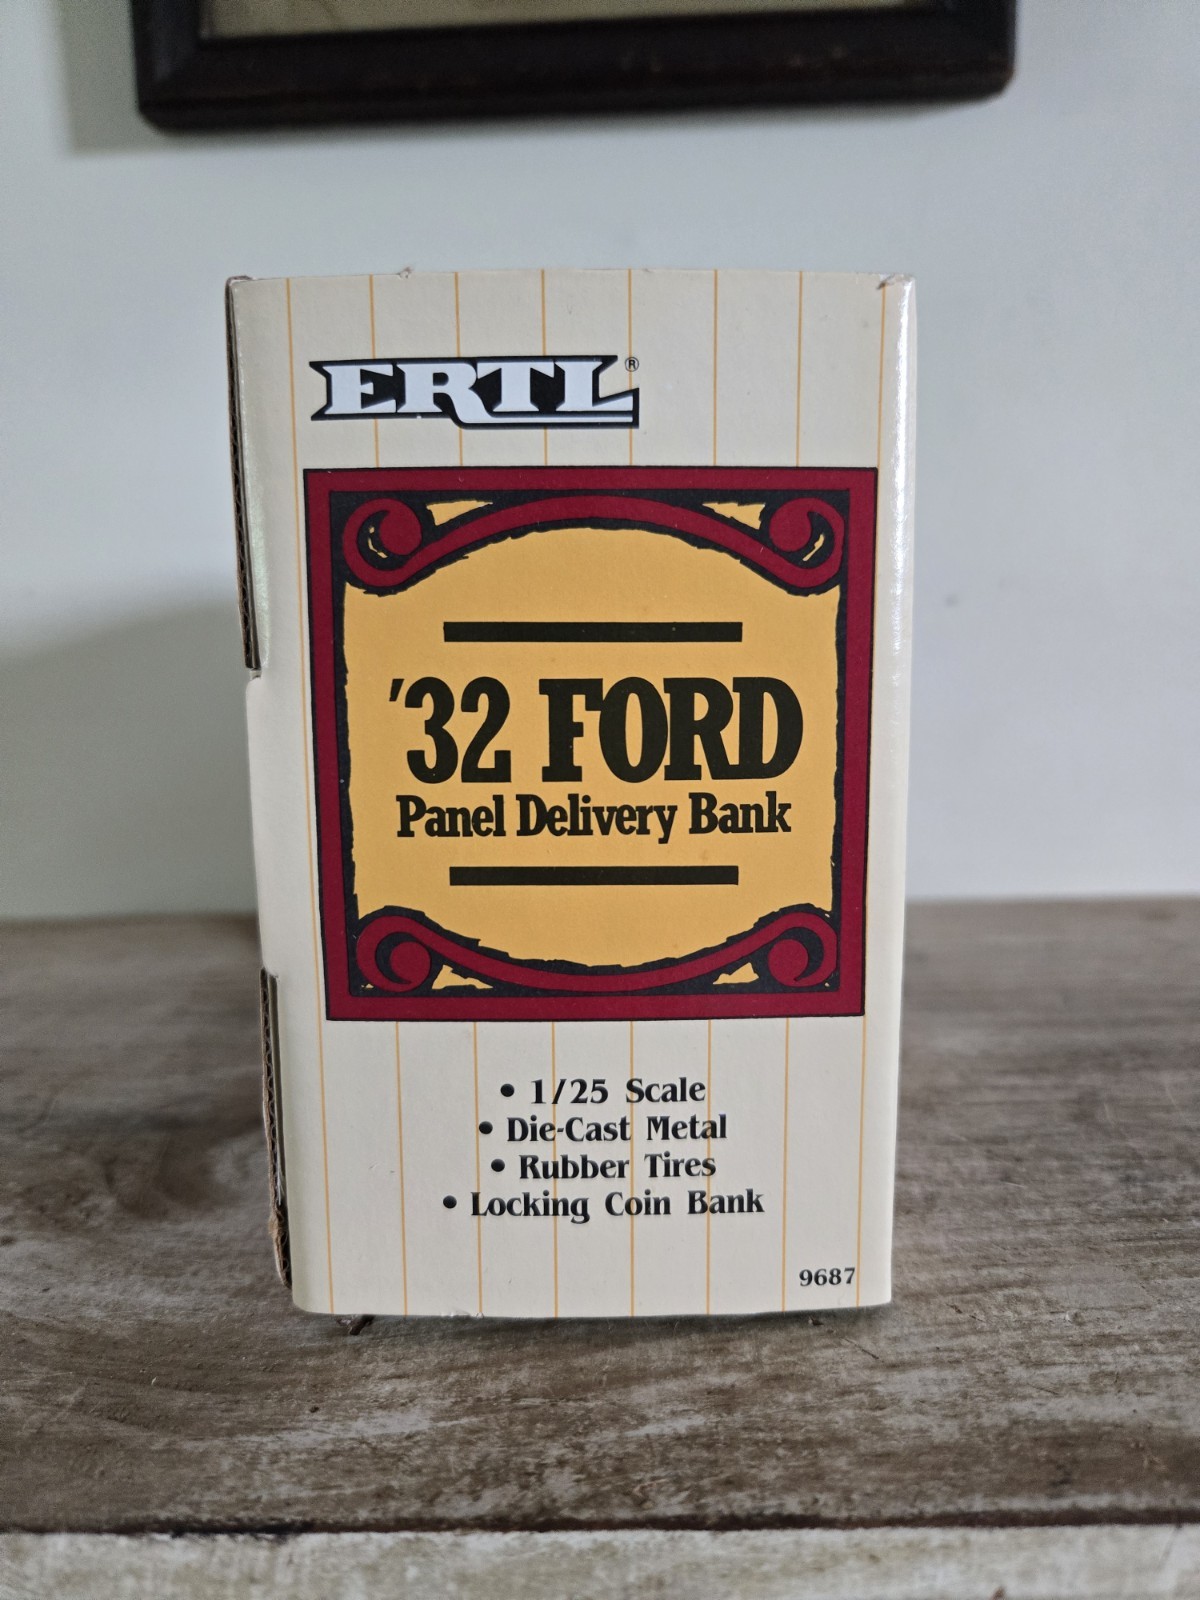 ERTL®
'32 FORD
Panel Delivery Bank
• 1/25 Scale
• Die-Cast Metal
• Rubber Tires
• Locking Coin Bank
9687